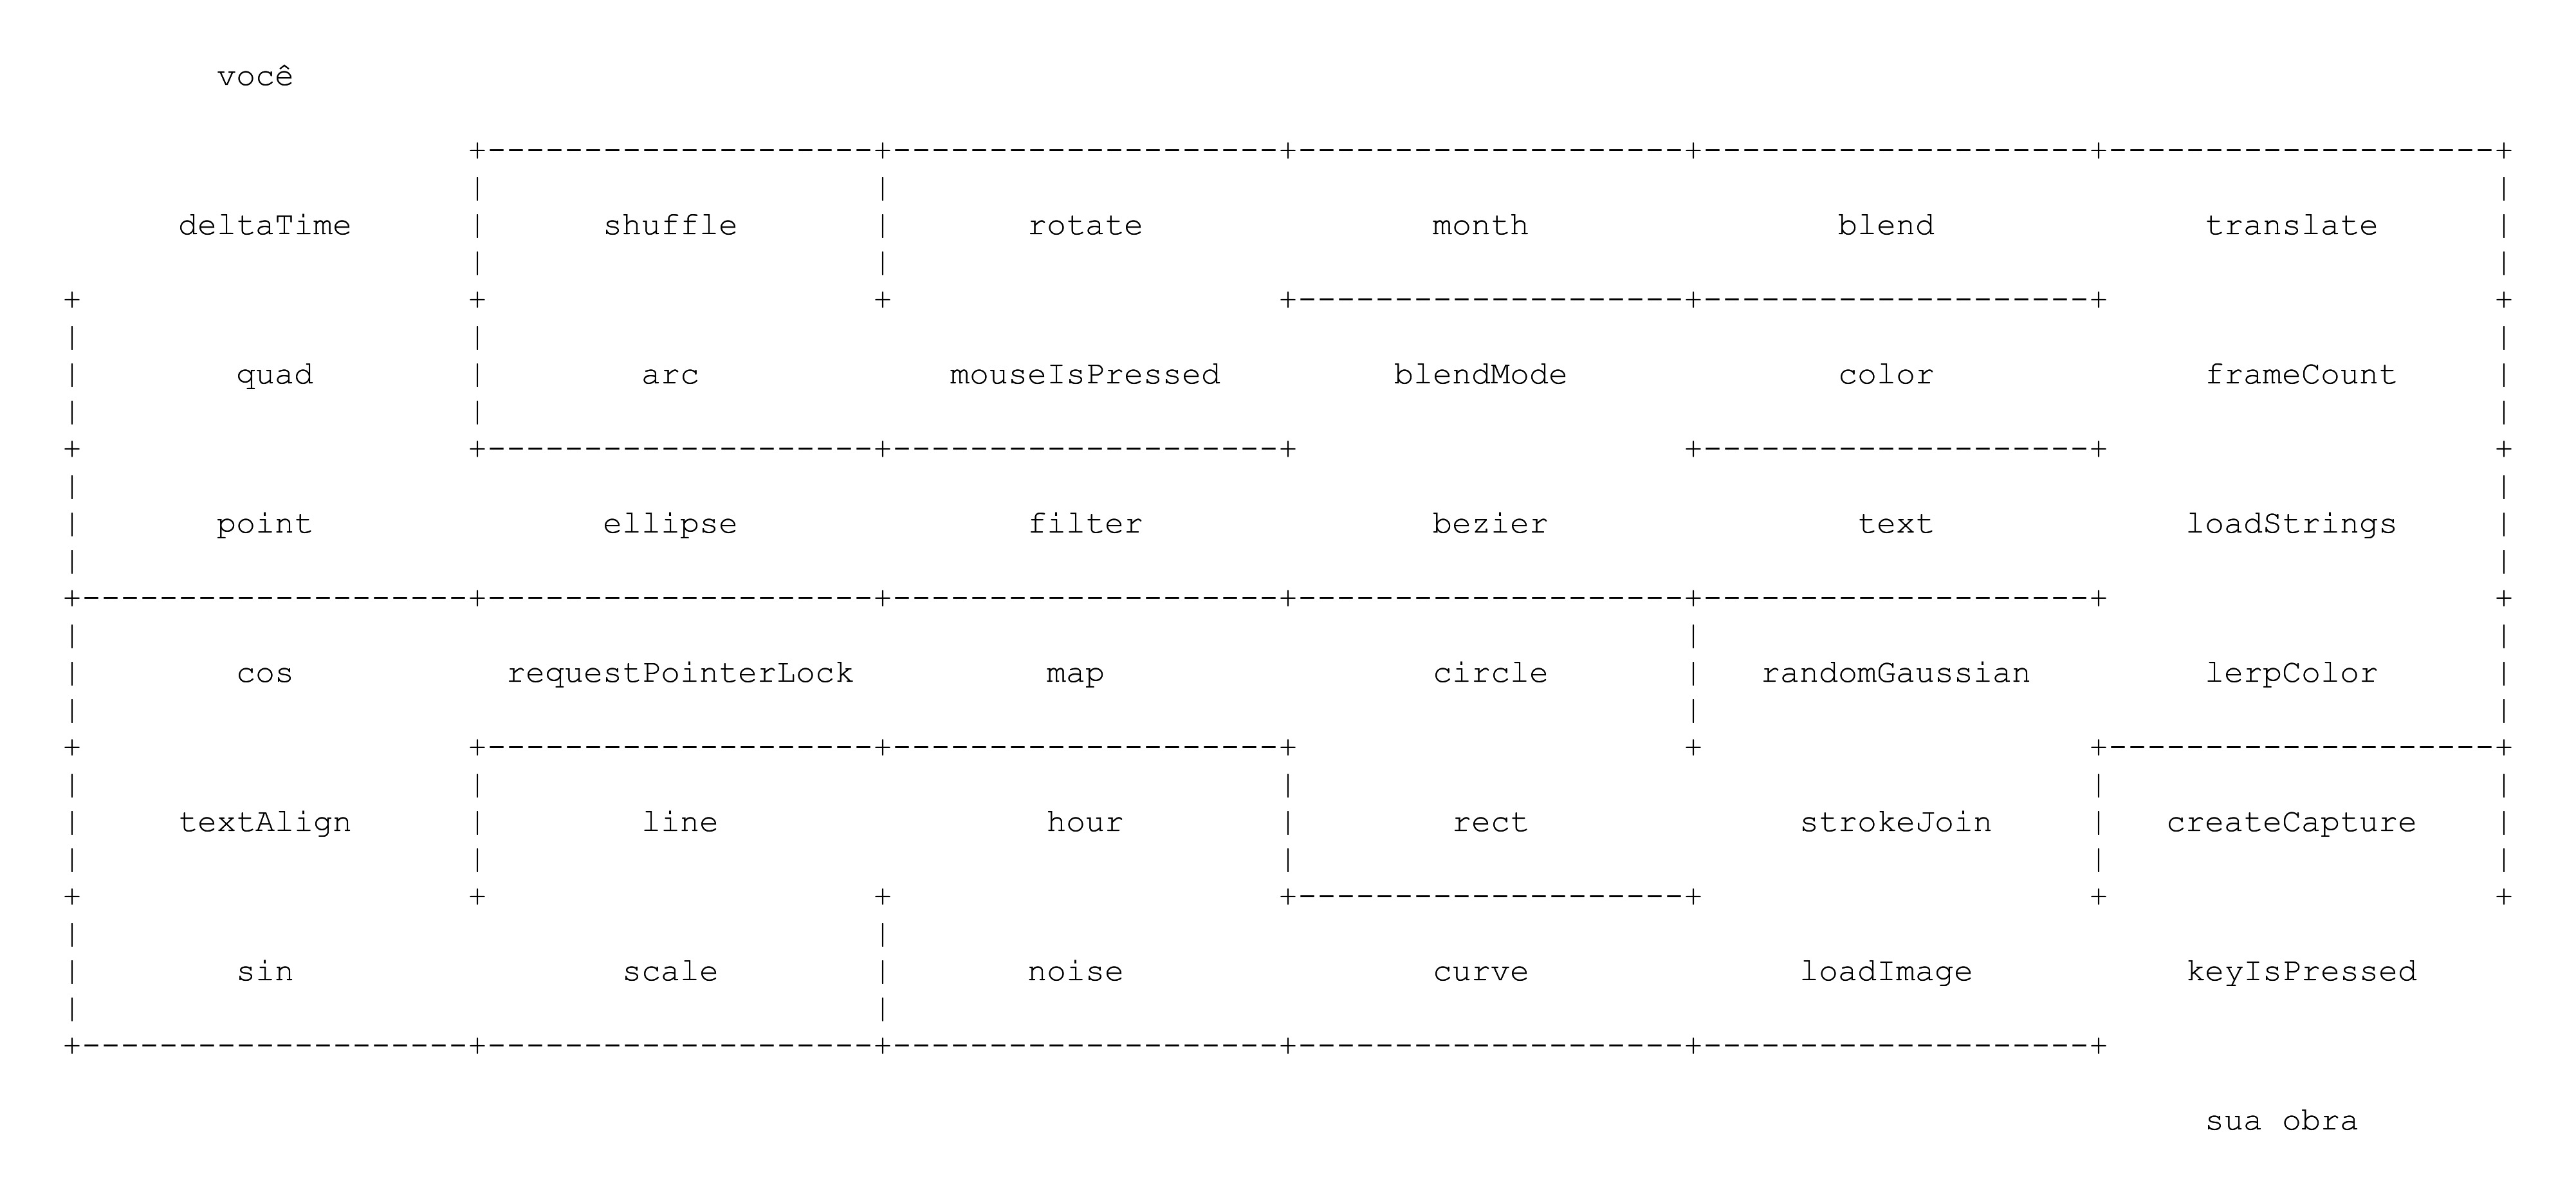 você
deltaTime shuffle rotate month blend translate
quad arc mouseIsPressed blendMode color frameCount
point ellipse filter bezier text loadStrings
cos requestPointerLock map circle randomGaussian lerpColor
textAlign line hour rect strokeJoin createCapture
sin scale noise curve loadImage keyIsPressed
sua obra